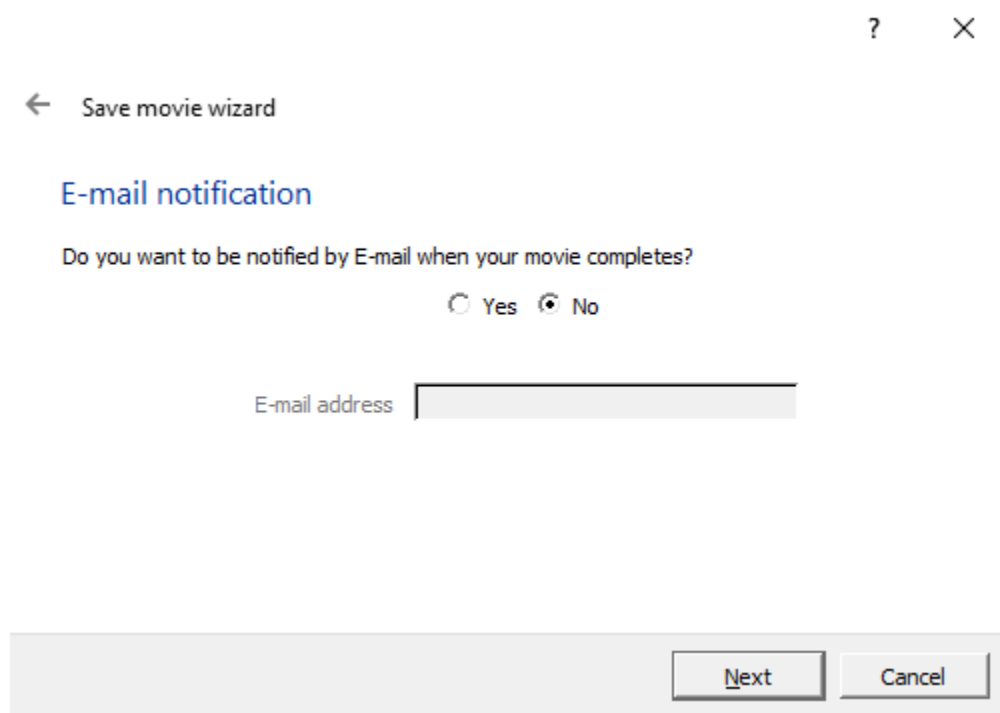 ?
Save movie wizard
E-mail notification
Do you want to be notified by E-mail when your movie completes?
Yes No
E-mail address
Next Cancel